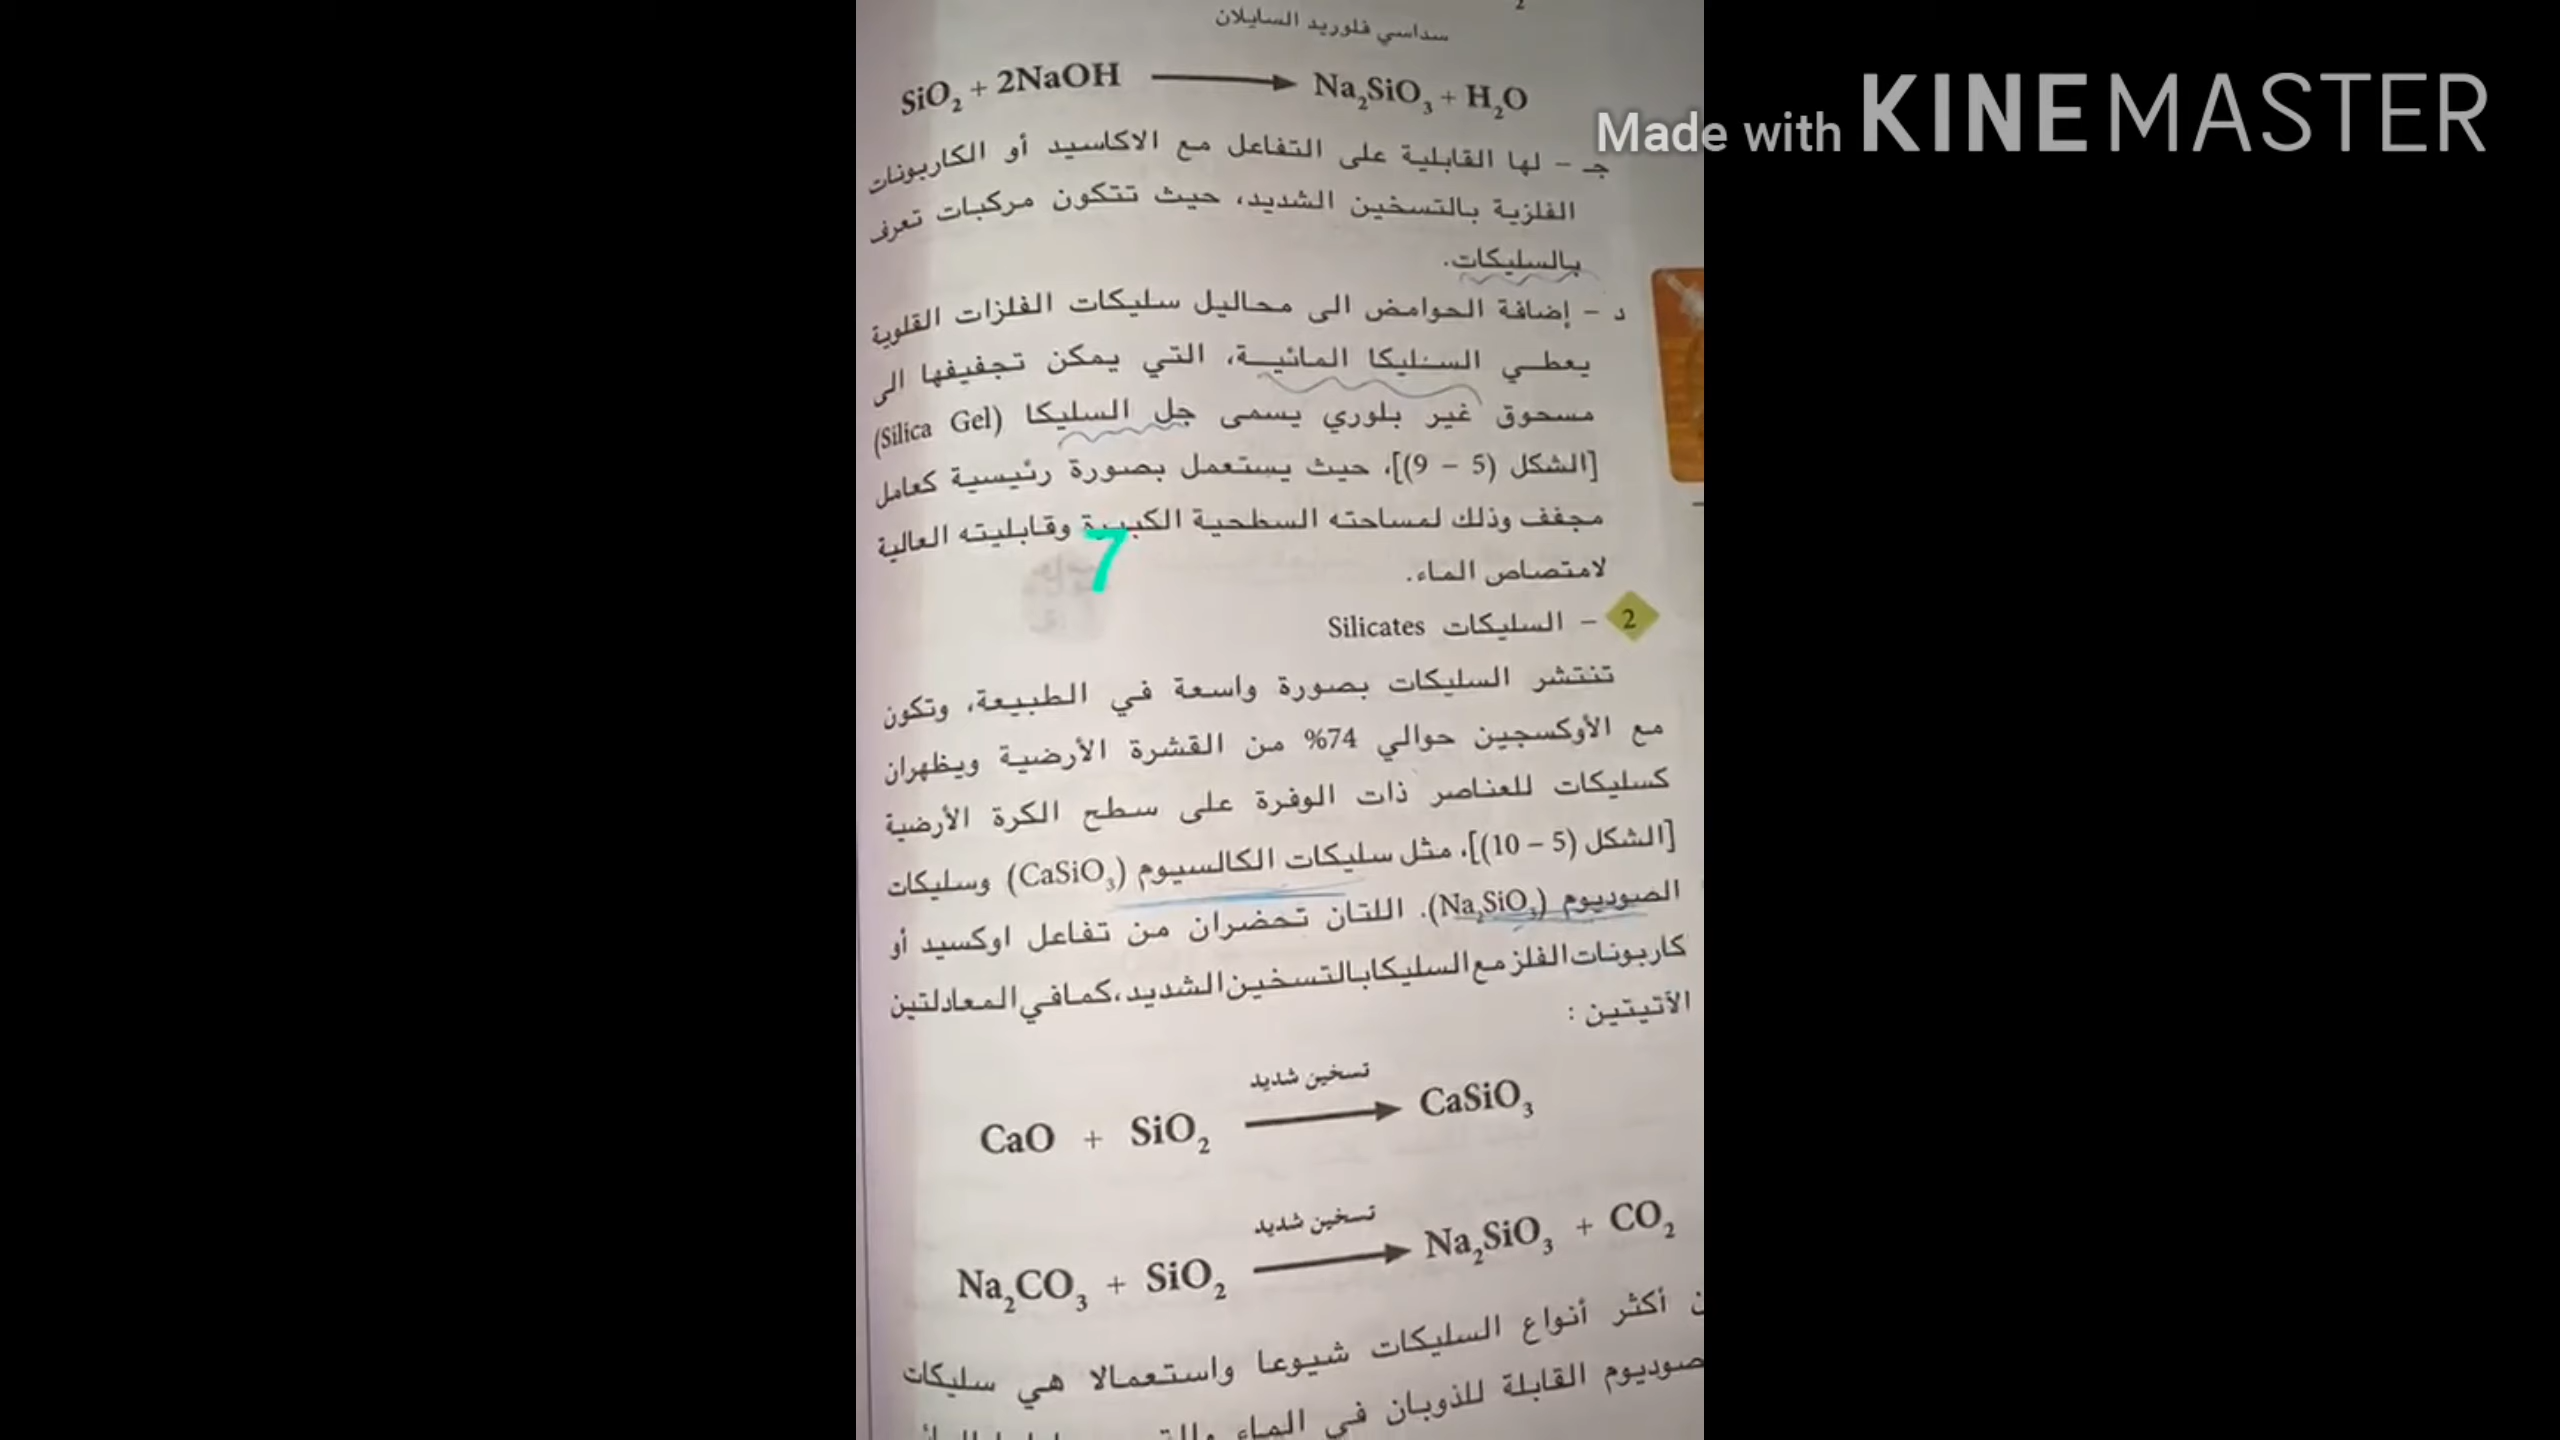 سداسي فلوريد السايلان
SiO2 + 2NaOH → Na2SiO3 + H2O
Made with KINEMASTER
جـ – لها القابلية على التفاعل مع الاكاسيد أو الكاربونات
الفلزية بالتسخين الشديد، حيث تتكون مركبات تعرف
بالسليكات.
د – إضافة الحوامض الى محاليل سليكات الفلزات القلوية
يعطي السليكا المائية، التي يمكن تجفيفها الى
مسحوق غير بلوري يسمى جل السليكا (Silica Gel)
[الشكل (5 – 9)]، حيث يستعمل بصورة رئيسية كعامل
مجفف وذلك لمساحته السطحية الكبيرة وقابليته العالية
7
لامتصاص الماء.
2 – السليكات Silicates
تنتشر السليكات بصورة واسعة في الطبيعة، وتكون
مع الأوكسجين حوالي 74% من القشرة الأرضية ويظهران
كسليكات للعناصر ذات الوفرة على سطح الكرة الأرضية
[الشكل (5 – 10)]، مثل سليكات الكالسيوم (CaSiO3) وسليكات
الصوديوم (Na2SiO3). اللتان تحضران من تفاعل اوكسيد أو
كاربونات الفلز مع السليكا بالتسخين الشديد، كما في المعادلتين
الآتيتين :
تسخين شديد
CaO + SiO2 → CaSiO3
تسخين شديد
Na2CO3 + SiO2 → Na2SiO3 + CO2
أكثر أنواع السليكات شيوعا واستعمالا هي سليكات
صوديوم القابلة للذوبان في الماء